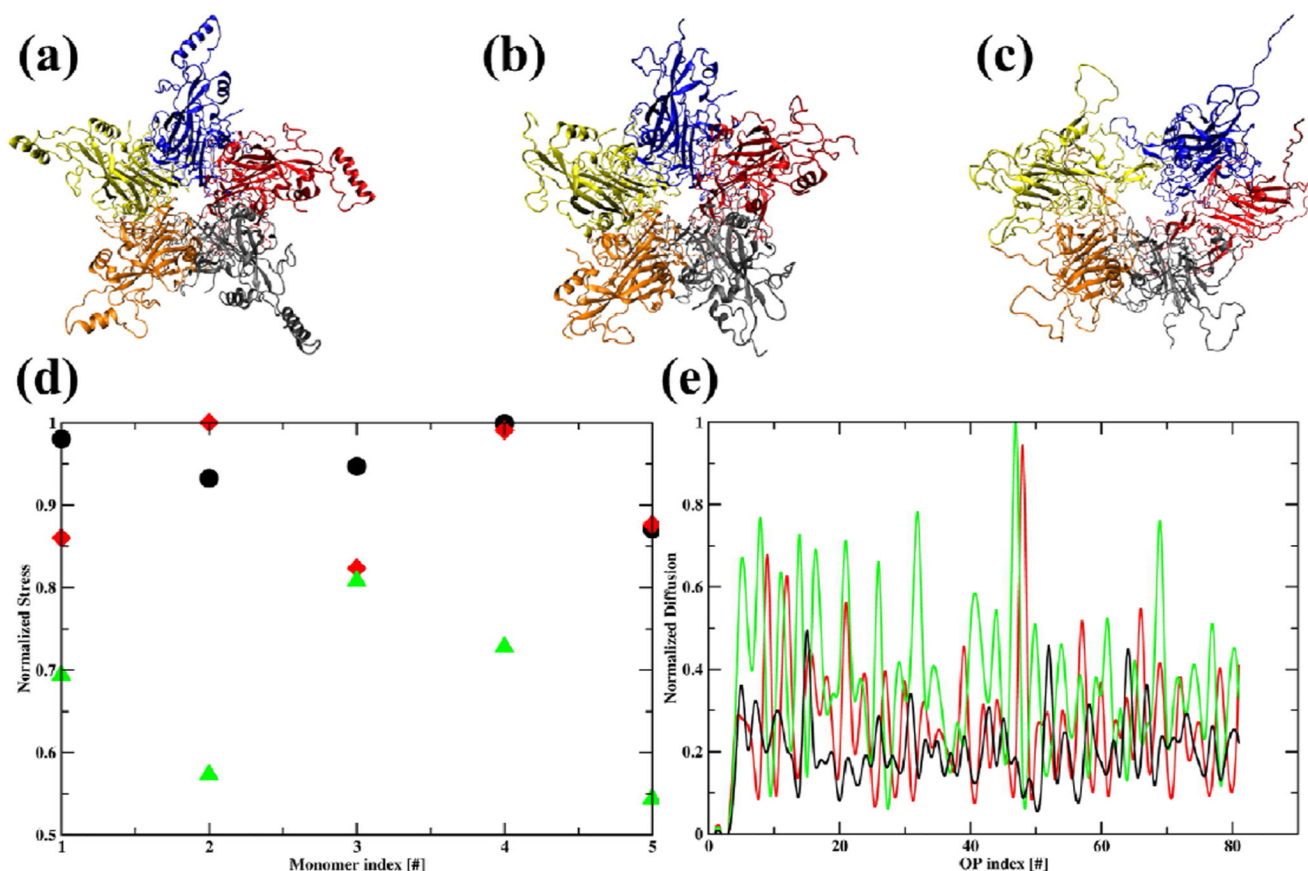 (a)
(b)
(c)
(d)
(e)
1
0.9
0.8
0.7
0.6
0.5
Normalized Stress
1
2
3
4
5
Monomer index [#]
1
0.8
0.6
0.4
0.2
0
Normalized Diffusion
0
20
40
60
80
OP index [#]